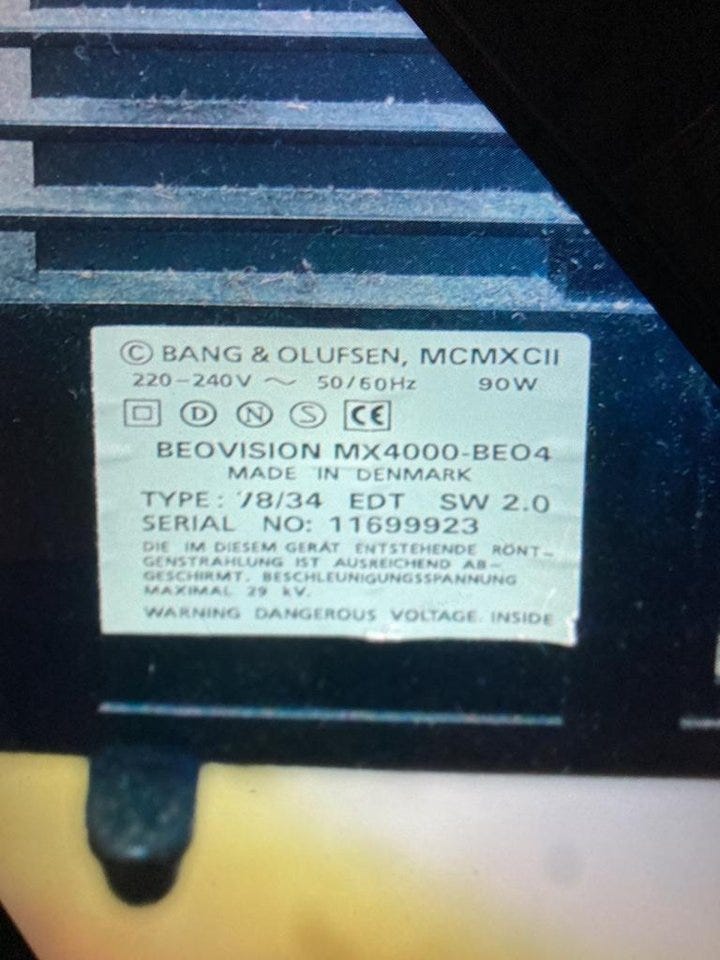 © BANG & OLUFSEN, MCMXCII
220-240V ~ 50/60Hz 90W
D N S CE
BEOVISION MX4000-BEO4
MADE IN DENMARK
TYPE: 78/34 EDT SW 2.0
SERIAL NO: 11699923
DIE IM DIESEM GERÄT ENTSTEHENDE RÖNT-
GENSTRAHLUNG IST AUSREICHEND AB-
GESCHIRMT. BESCHLEUNIGUNGSSPANNUNG
MAXIMAL 29 kV.
WARNING DANGEROUS VOLTAGE INSIDE